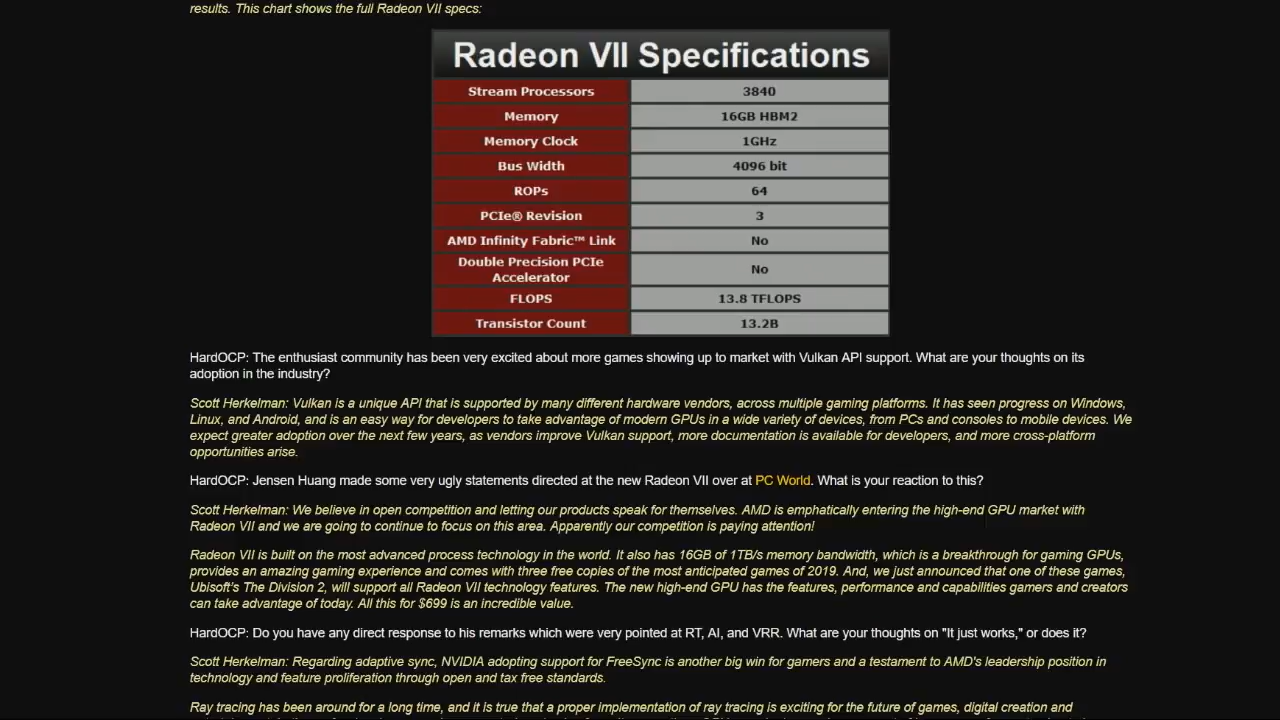 results. This chart shows the full Radeon VII specs:
Radeon VII Specifications
Stream Processors 3840
Memory 16GB HBM2
Memory Clock 1GHz
Bus Width 4096 bit
ROPs 64
PCIe® Revision 3
AMD Infinity Fabric™ Link No
Double Precision PCIe
Accelerator No
FLOPS 13.8 TFLOPS
Transistor Count 13.2B
HardOCP: The enthusiast community has been very excited about more games showing up to market with Vulkan API support. What are your thoughts on its
adoption in the industry?
Scott Herkelman: Vulkan is a unique API that is supported by many different hardware vendors, across multiple gaming platforms. It has seen progress on Windows,
Linux, and Android, and is an easy way for developers to take advantage of modern GPUs in a wide variety of devices, from PCs and consoles to mobile devices. We
expect greater adoption over the next few years, as vendors improve Vulkan support, more documentation is available for developers, and more cross-platform
opportunities arise.
HardOCP: Jensen Huang made some very ugly statements directed at the new Radeon VII over at PC World. What is your reaction to this?
Scott Herkelman: We believe in open competition and letting our products speak for themselves. AMD is emphatically entering the high-end GPU market with
Radeon VII and we are going to continue to focus on this area. Apparently our competition is paying attention!
Radeon VII is built on the most advanced process technology in the world. It also has 16GB of 1TB/s memory bandwidth, which is a breakthrough for gaming GPUs,
provides an amazing gaming experience and comes with three free copies of the most anticipated games of 2019. And, we just announced that one of these games,
Ubisoft's The Division 2, will support all Radeon VII technology features. The new high-end GPU has the features, performance and capabilities gamers and creators
can take advantage of today. All this for $699 is an incredible value.
HardOCP: Do you have any direct response to his remarks which were very pointed at RT, AI, and VRR. What are your thoughts on "It just works," or does it?
Scott Herkelman: Regarding adaptive sync, NVIDIA adopting support for FreeSync is another big win for gamers and a testament to AMD's leadership position in
technology and feature proliferation through open and tax free standards.
Ray tracing has been around for a long time, and it is true that a proper implementation of ray tracing is exciting for the future of games, digital creation and